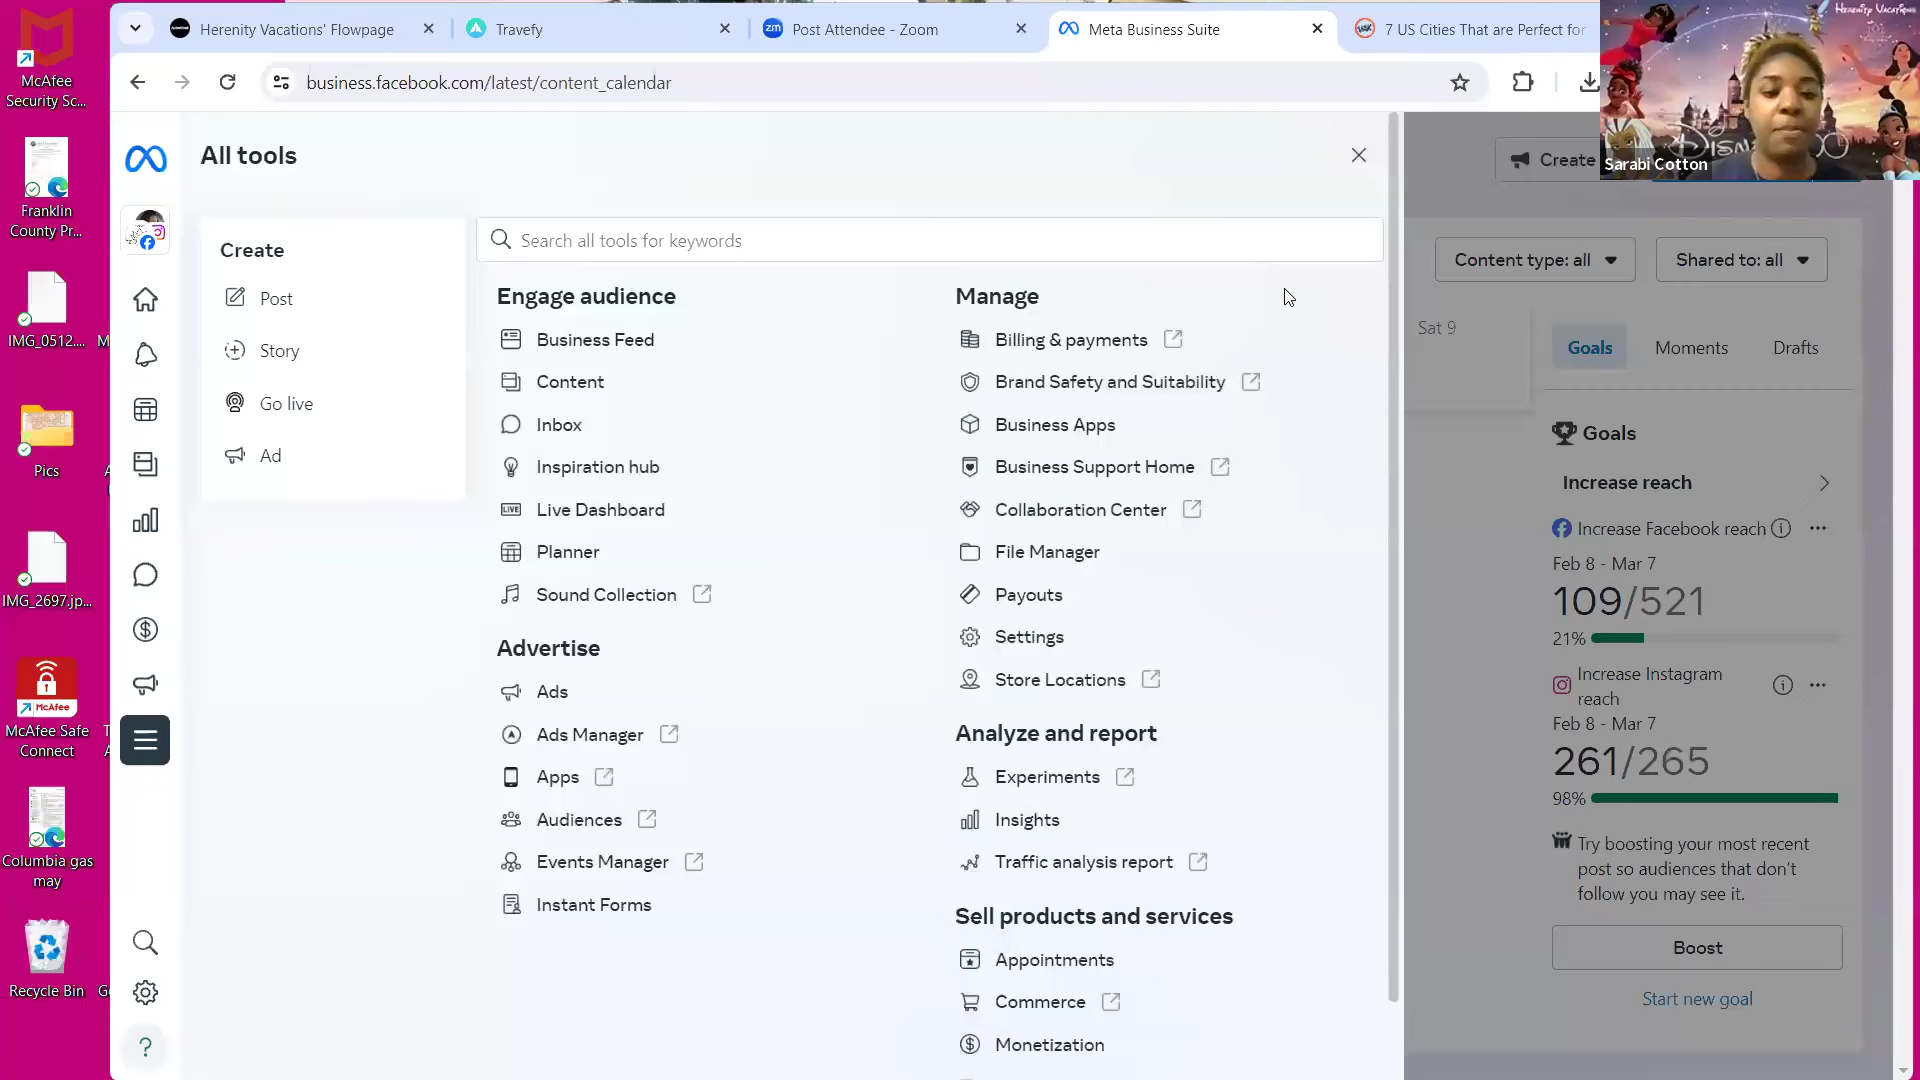 McAfee
Security Sc...
Franklin
County Pr...
IMG_0512....
Pics
IMG_2697.jp...
McAfee
McAfee Safe
Connect
Columbia gas
may
Recycle Bin
Herenity Vacations' Flowpage
Travefy
zm
Post Attendee - Zoom
Meta Business Suite
7 US Cities That are Perfect for
business.facebook.com/latest/content_calendar
Herenity Vacations
Sarabi Cotton
All tools
Create
Post
Story
Go live
Ad
Search all tools for keywords
Engage audience
Business Feed
Content
Inbox
Inspiration hub
LIVE
Live Dashboard
Planner
Sound Collection
Advertise
Ads
Ads Manager
Apps
Audiences
Events Manager
Instant Forms
Manage
Billing & payments
Brand Safety and Suitability
Business Apps
Business Support Home
Collaboration Center
File Manager
Payouts
Settings
Store Locations
Analyze and report
Experiments
Insights
Traffic analysis report
Sell products and services
Appointments
Commerce
Monetization
Create
Content type: all
Shared to: all
Sat 9
Goals
Moments
Drafts
Goals
Increase reach
Increase Facebook reach
Feb 8 - Mar 7
109/521
21%
Increase Instagram
reach
Feb 8 - Mar 7
261/265
98%
Try boosting your most recent
post so audiences that don't
follow you may see it.
Boost
Start new goal